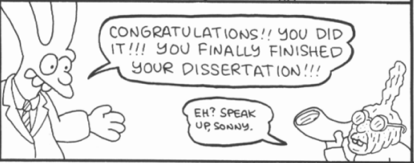 CONGRATULATIONS!! YOU DID
IT!!! YOU FINALLY FINISHED
YOUR DISSERTATION!!!
EH? SPEAK
UP, SONNY.